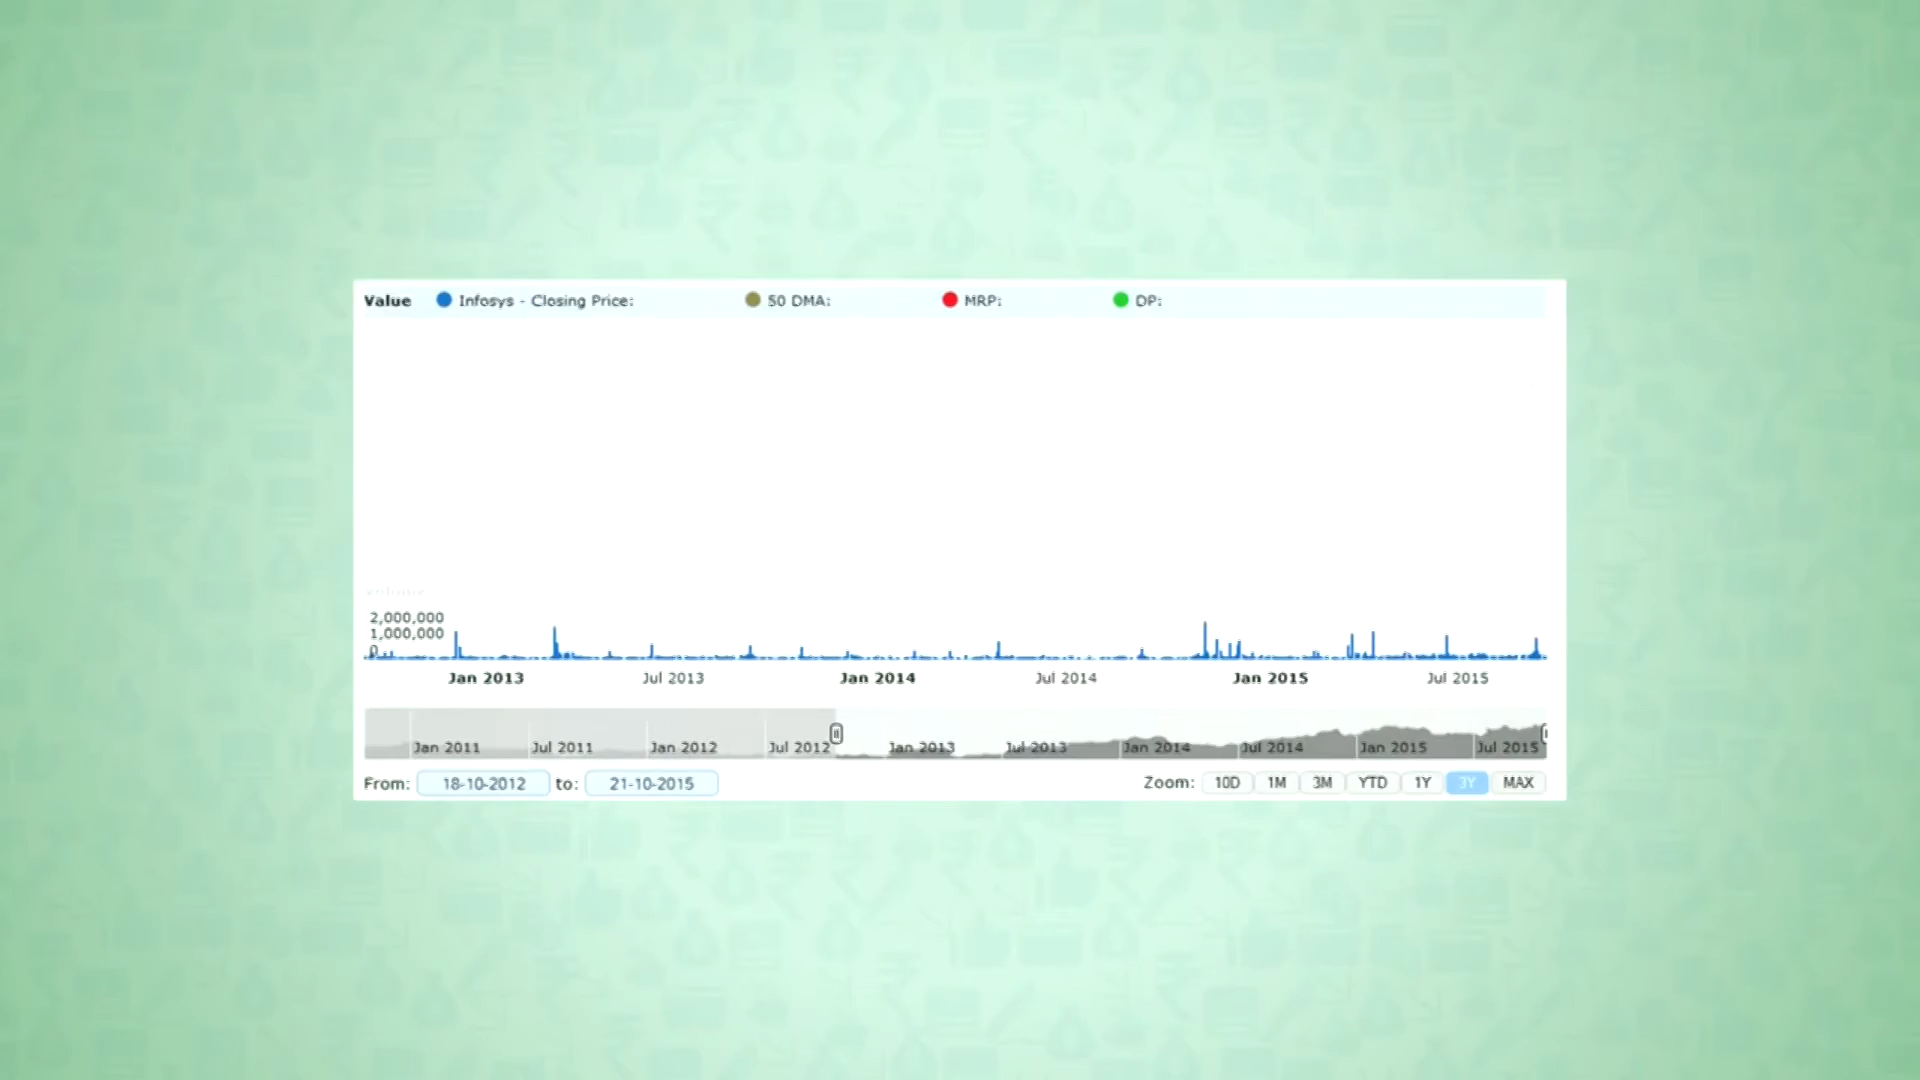 Value Infosys - Closing Price: 50 DMA: MRP: DP:
Volume
2,000,000
1,000,000
0
Jan 2013 Jul 2013 Jan 2014 Jul 2014 Jan 2015 Jul 2015
Jan 2011 Jul 2011 Jan 2012 Jul 2012 Jan 2013 Jul 2013 Jan 2014 Jul 2014 Jan 2015 Jul 2015
From: 18-10-2012 to: 21-10-2015 Zoom: 10D 1M 3M YTD 1Y 3Y MAX